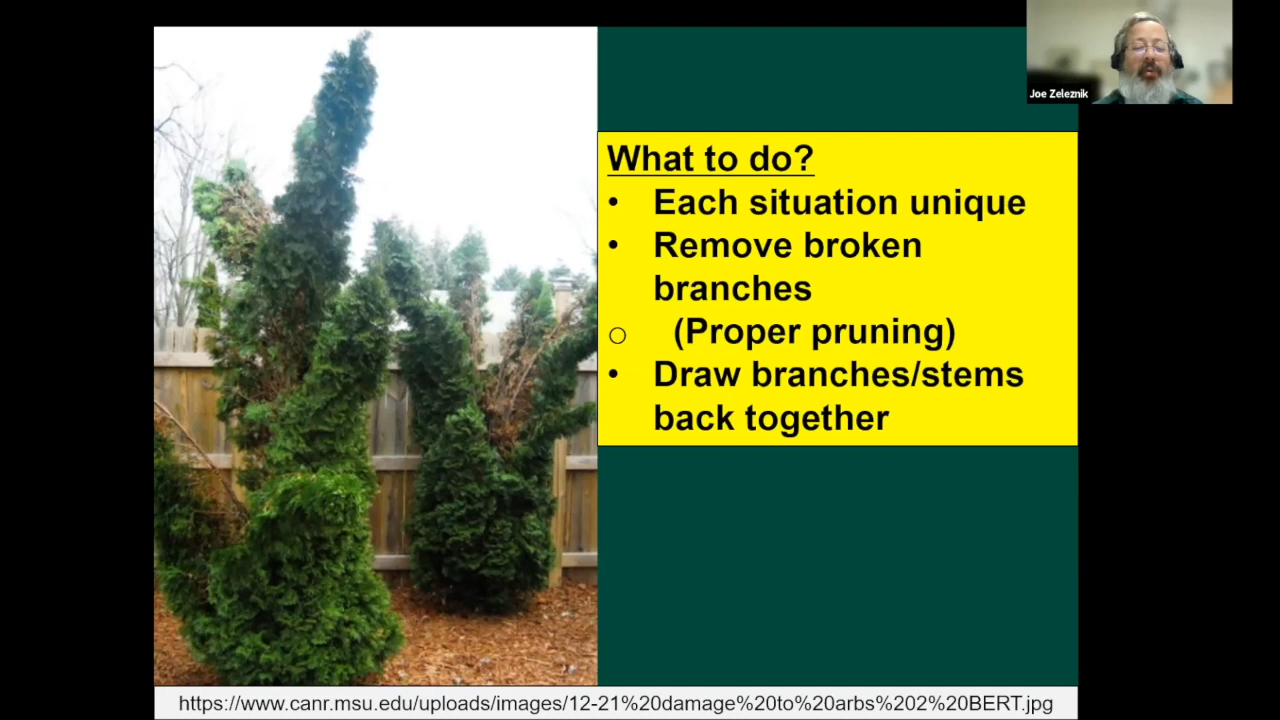 Joe Zeleznik
What to do?
• Each situation unique
• Remove broken
branches
o (Proper pruning)
• Draw branches/stems
back together
https://www.canr.msu.edu/uploads/images/12-21%20damage%20to%20arbs%202%20BERT.jpg